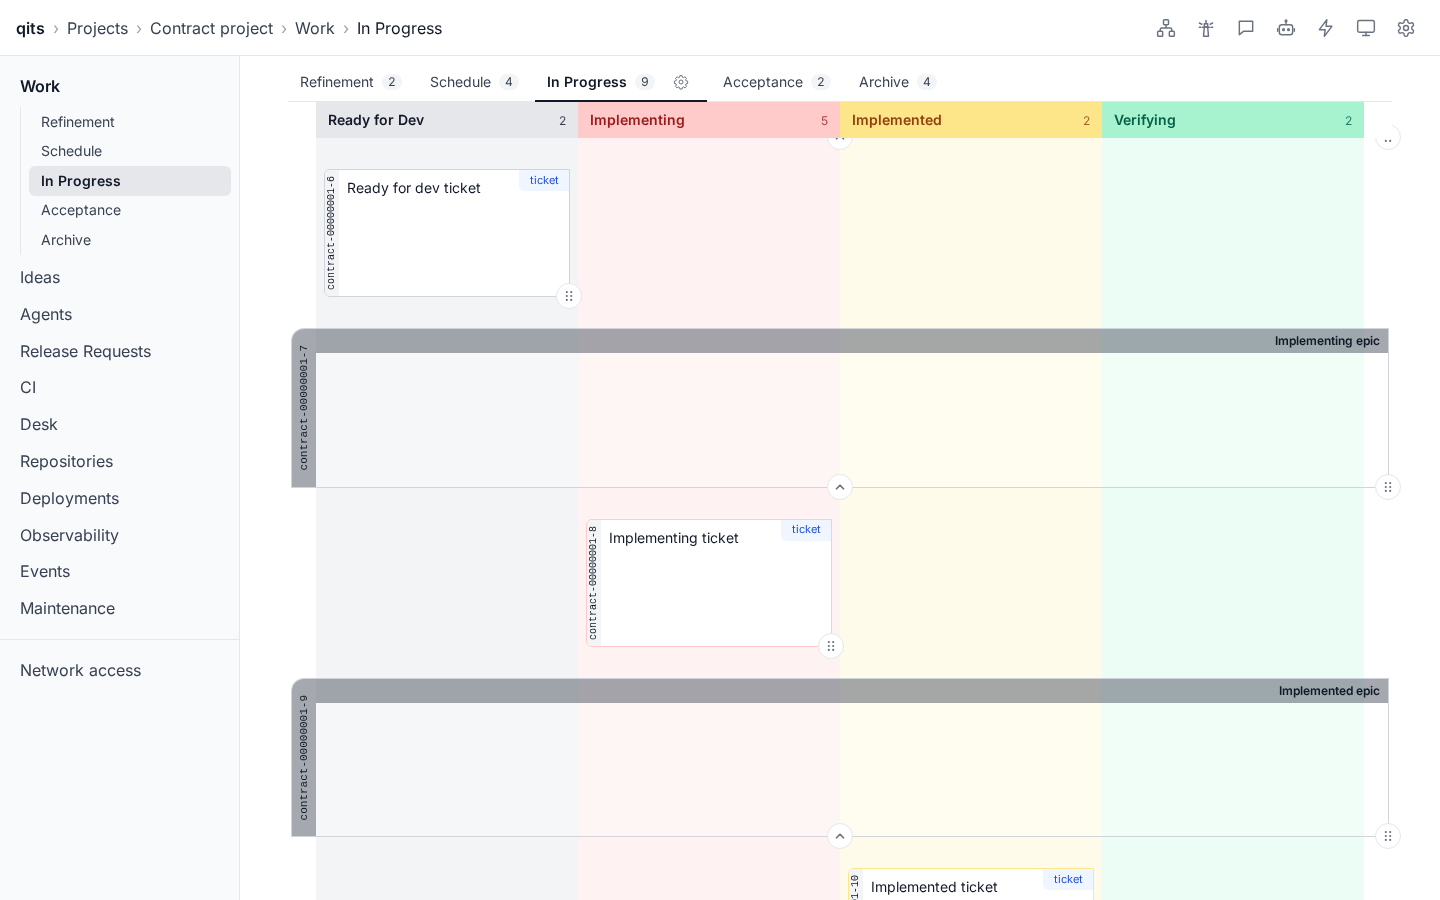 qits › Projects › Contract project › Work › In Progress
Work
Refinement
Schedule
In Progress
Acceptance
Archive
Ideas
Agents
Release Requests
CI
Desk
Repositories
Deployments
Observability
Events
Maintenance
Network access
Refinement 2
Schedule 4
In Progress 9
Acceptance 2
Archive 4
Ready for Dev 2
Implementing 5
Implemented 2
Verifying 2
contract-00000001-6
Ready for dev ticket
ticket
contract-00000001-7
Implementing epic
contract-00000001-8
Implementing ticket
ticket
contract-00000001-9
Implemented epic
1-10
Implemented ticket
ticket